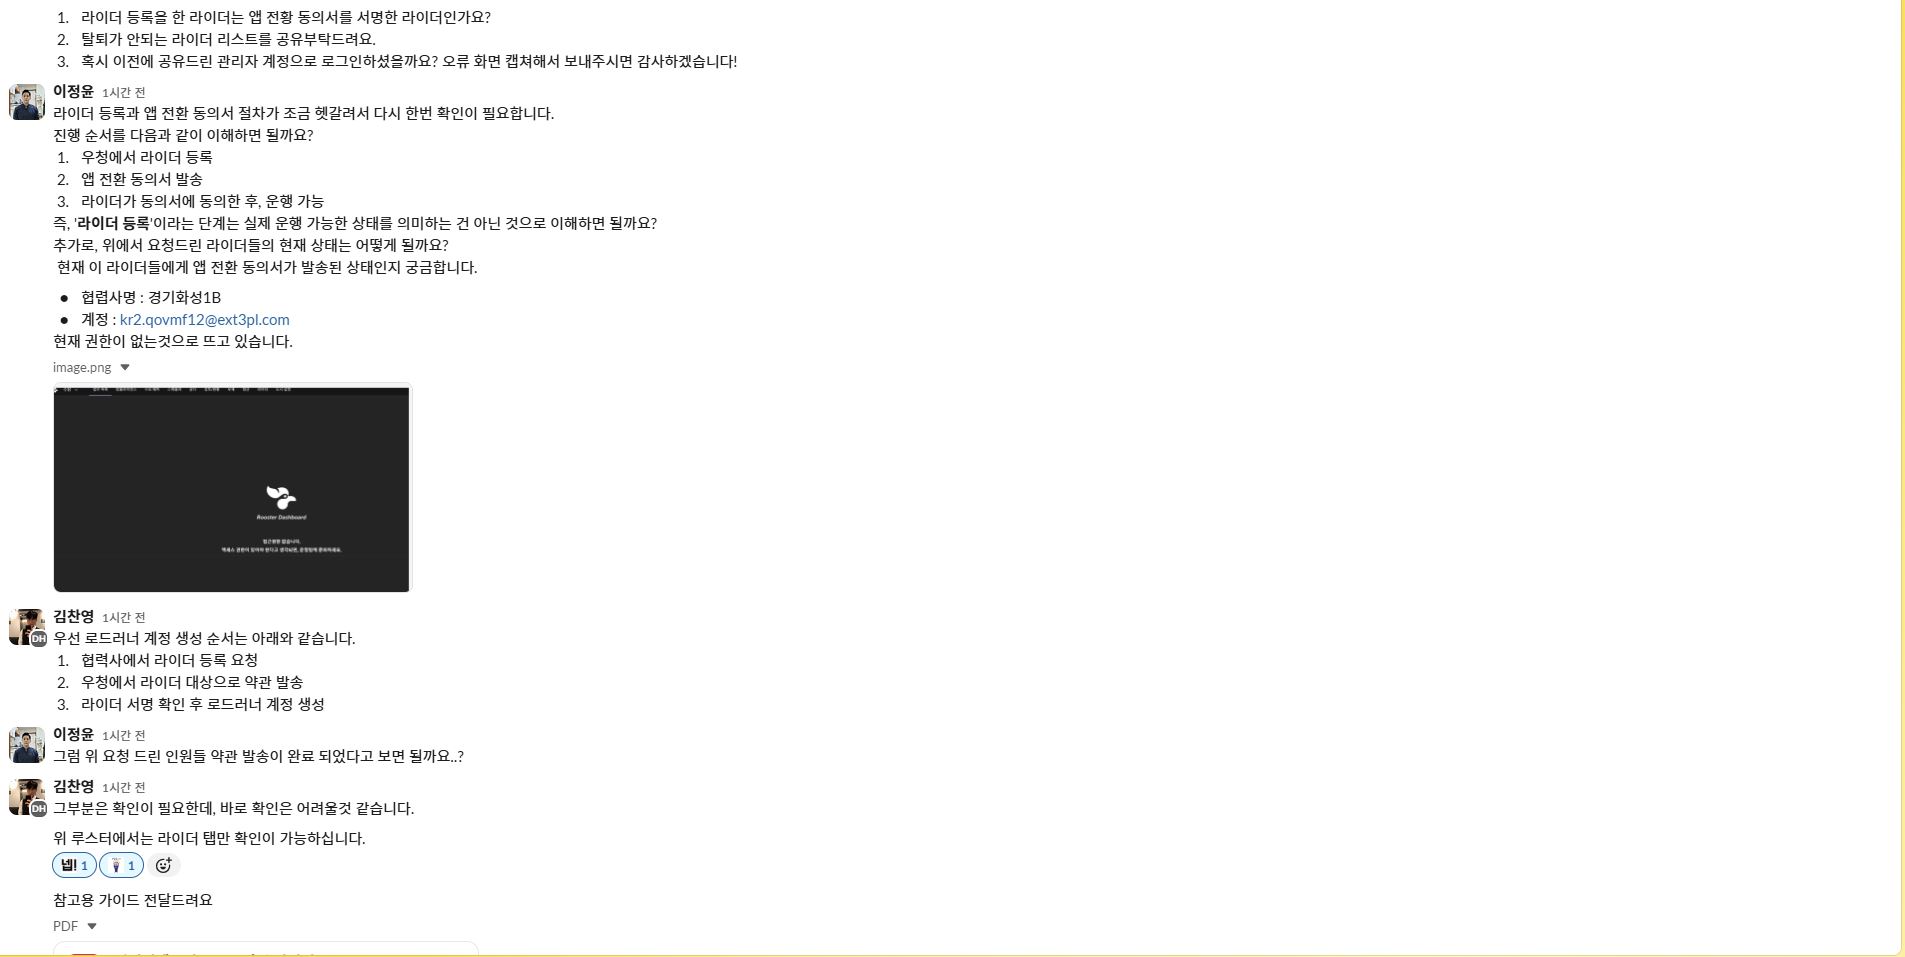 1. 라이더 등록을 한 라이더는 앱 전황 동의서를 서명한 라이더인가요?
2. 탈퇴가 안되는 라이더 리스트를 공유부탁드려요.
3. 혹시 이전에 공유드린 관리자 계정으로 로그인하셨을까요? 오류 화면 캡쳐해서 보내주시면 감사하겠습니다!
이정윤 1시간 전
라이더 등록과 앱 전환 동의서 절차가 조금 헷갈려서 다시 한번 확인이 필요합니다.
진행 순서를 다음과 같이 이해하면 될까요?
1. 우청에서 라이더 등록
2. 앱 전환 동의서 발송
3. 라이더가 동의서에 동의한 후, 운행 가능
즉, '라이더 등록'이라는 단계는 실제 운행 가능한 상태를 의미하는 건 아닌 것으로 이해하면 될까요?
추가로, 위에서 요청드린 라이더들의 현재 상태는 어떻게 될까요?
현재 이 라이더들에게 앱 전환 동의서가 발송된 상태인지 궁금합니다.
● 협렵사명 : 경기화성1B
● 계정 : kr2.qovmf12@ext3pl.com
현재 권한이 없는것으로 뜨고 있습니다.
image.png
Rooster Dashboard
김찬영 1시간 전
DH
우선 로드러너 계정 생성 순서는 아래와 같습니다.
1. 협력사에서 라이더 등록 요청
2. 우청에서 라이더 대상으로 약관 발송
3. 라이더 서명 확인 후 로드러너 계정 생성
이정윤 1시간 전
그럼 위 요청 드린 인원들 약관 발송이 완료 되었다고 보면 될까요..?
김찬영 1시간 전
DH
그부분은 확인이 필요한데, 바로 확인은 어려울것 같습니다.
위 루스터에서는 라이더 탭만 확인이 가능하십니다.
넵! 1 1
참고용 가이드 전달드려요
PDF